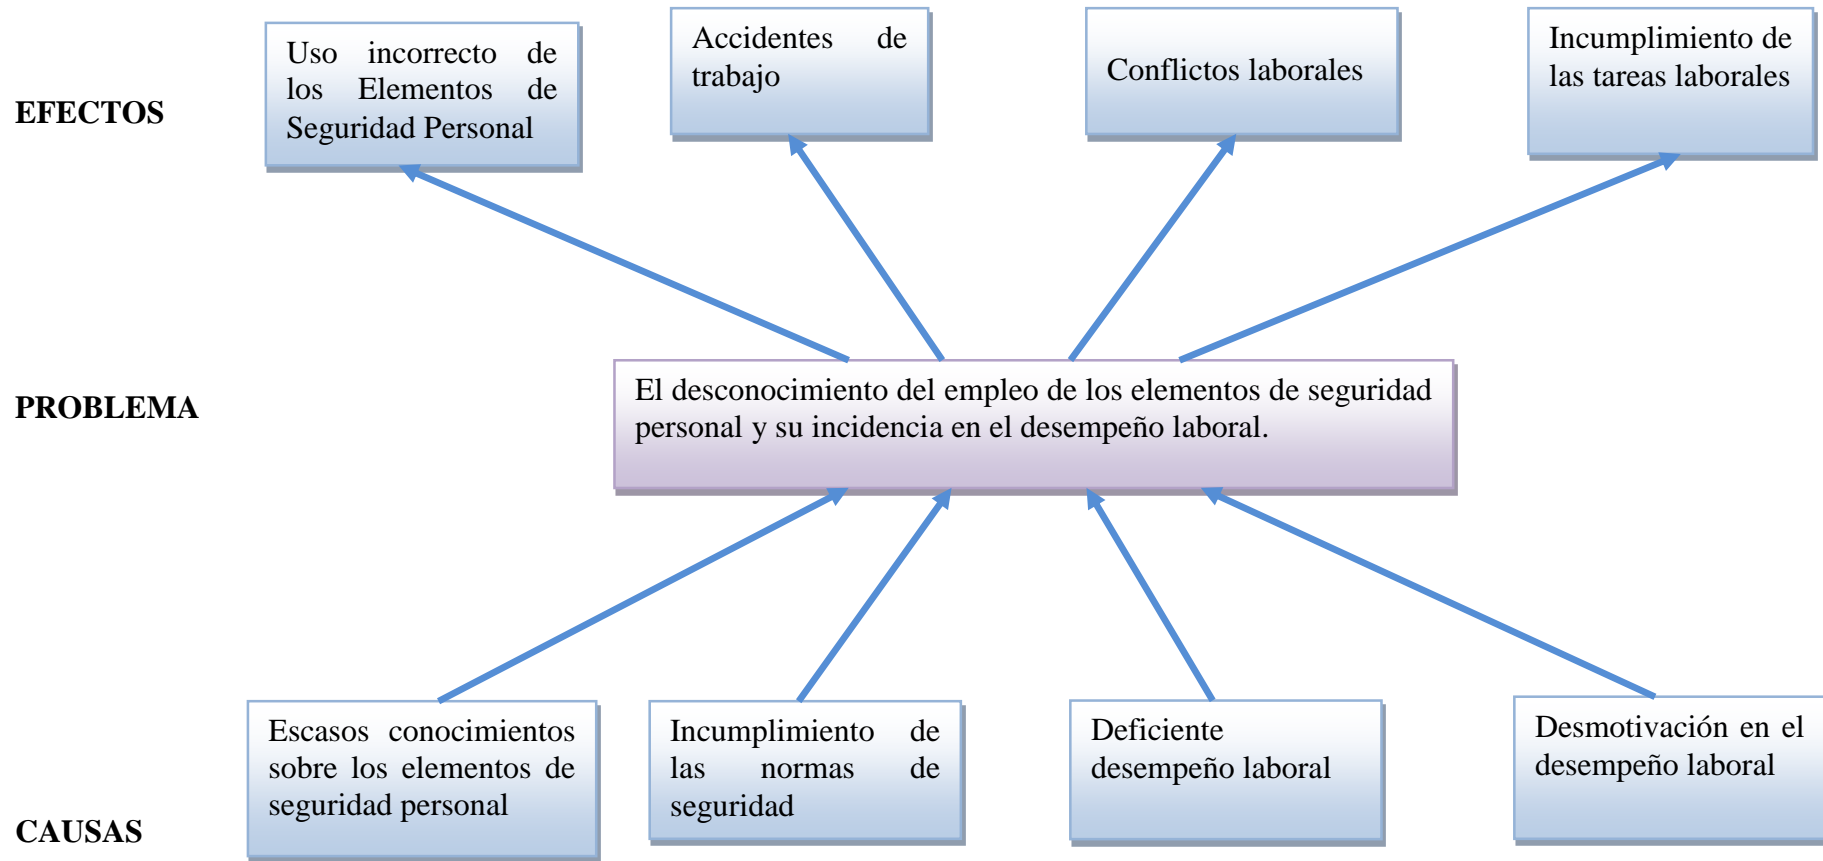 EFECTOS
Uso incorrecto de
los Elementos de
Seguridad Personal
Accidentes de
trabajo
Conflictos laborales
Incumplimiento de
las tareas laborales
PROBLEMA
El desconocimiento del empleo de los elementos de seguridad
personal y su incidencia en el desempeño laboral.
Escasos conocimientos
sobre los elementos de
seguridad personal
Incumplimiento de
las normas de
seguridad
Deficiente
desempeño laboral
Desmotivación en el
desempeño laboral
CAUSAS